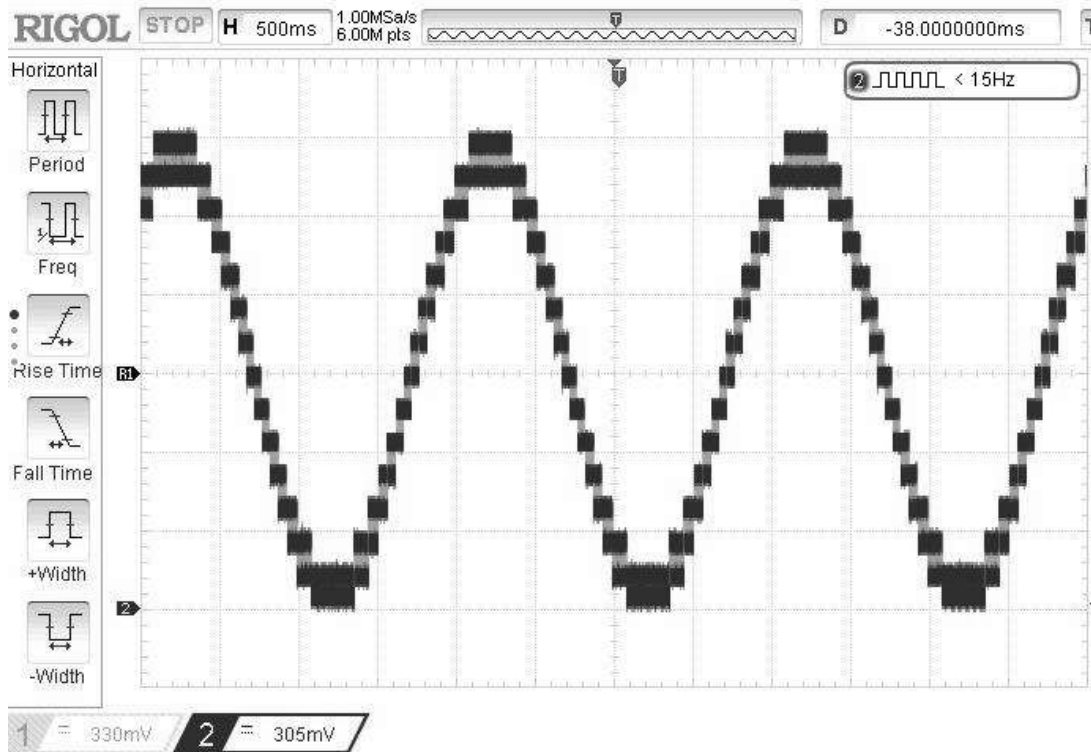 RIGOL STOP H 500ms 1.00MSa/s 6.00M pts D -38.0000000ms T
Horizontal
2 < 15Hz
Period
Freq
Rise Time
Fall Time
+Width
-Width
R1
2
1 330mV 2 305mV